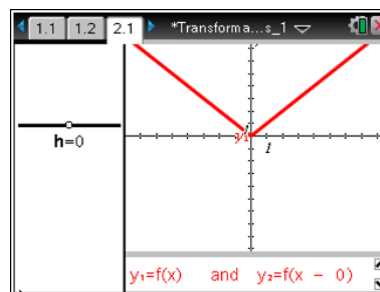 1.1 1.2 2.1 *Transforma...s_1
1
h=0
y₁=f(x) and y₂=f(x − 0)